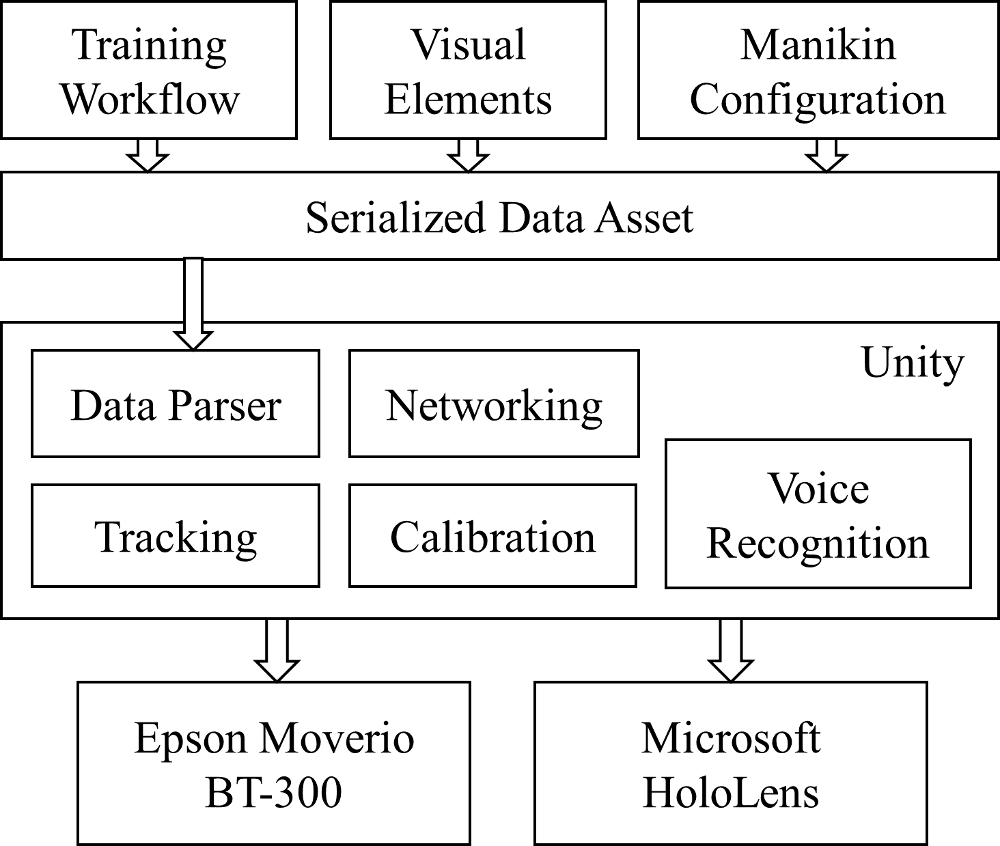 Training
Workflow
Visual
Elements
Manikin
Configuration
Serialized Data Asset
Unity
Data Parser
Networking
Tracking
Calibration
Voice
Recognition
Epson Moverio
BT-300
Microsoft
HoloLens